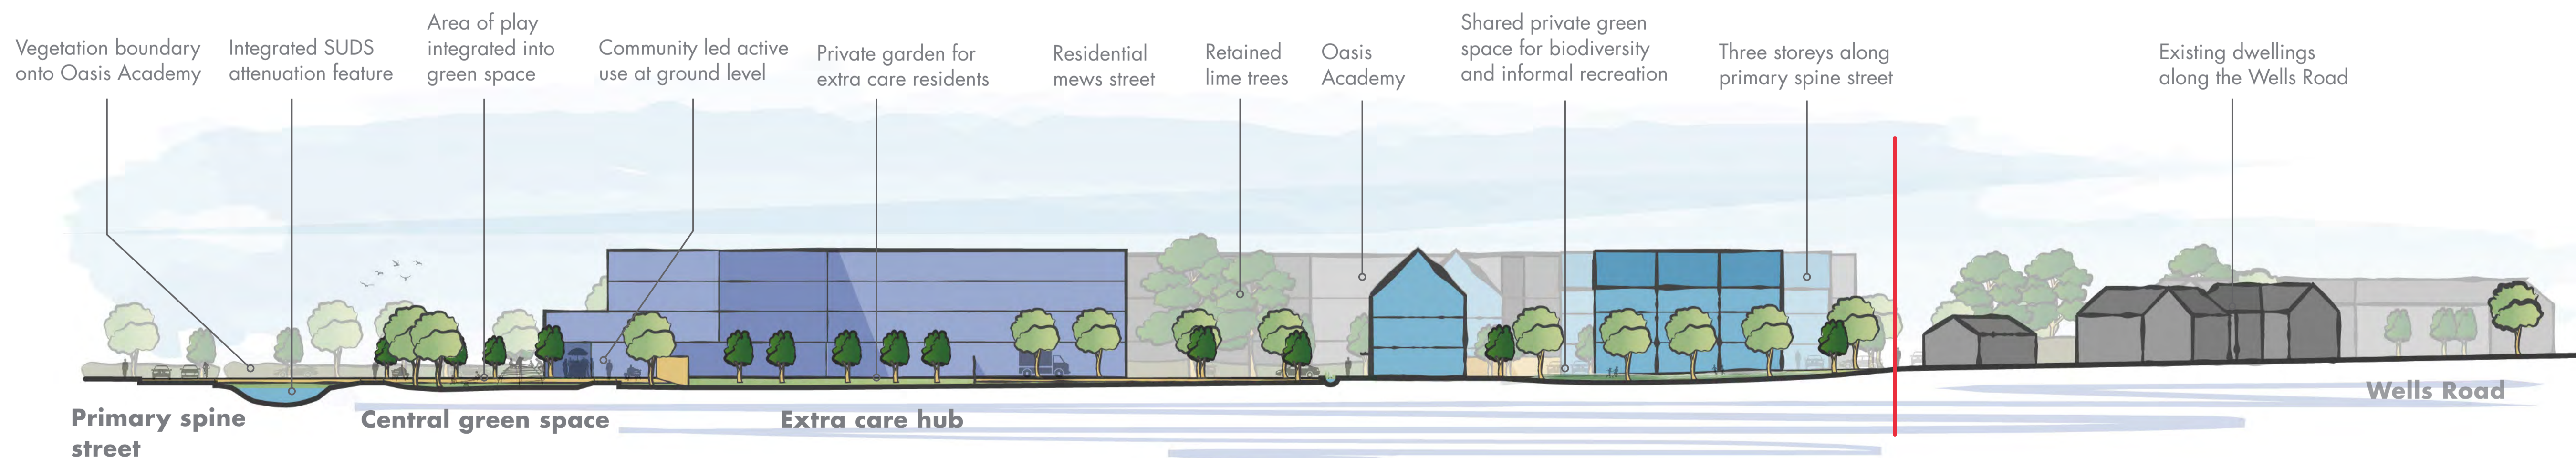 Vegetation boundary
onto Oasis Academy
Integrated SUDS
attenuation feature
Area of play
integrated into
green space
Community led active
use at ground level
Private garden for
extra care residents
Residential
mews street
Retained
lime trees
Oasis
Academy
Shared private green
space for biodiversity
and informal recreation
Three storeys along
primary spine street
Existing dwellings
along the Wells Road
Primary spine
street
Central green space
Extra care hub
Wells Road